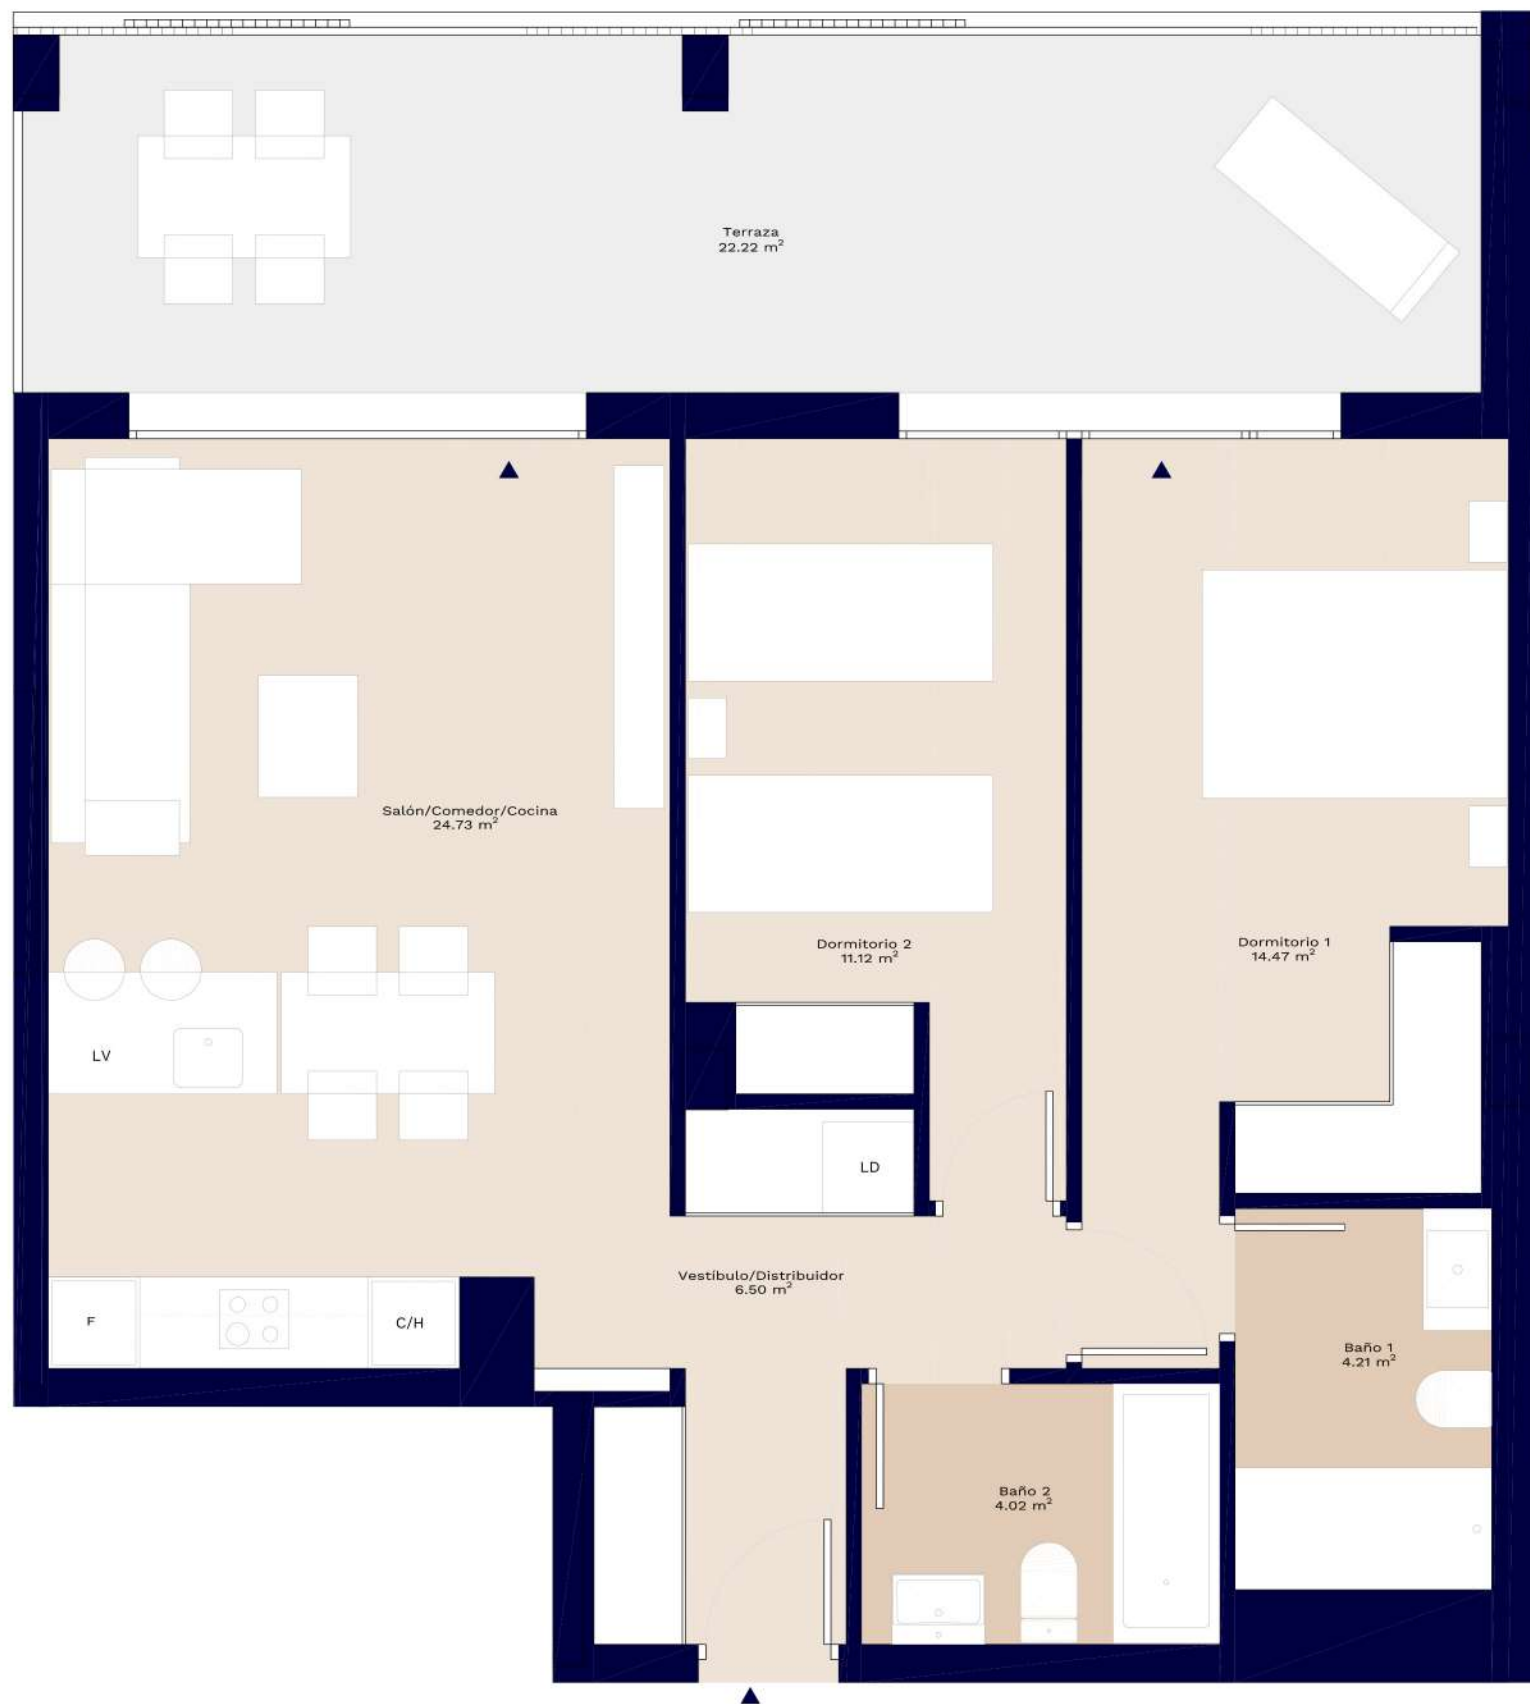 Terraza
22.22 m²
Salón/Comedor/Cocina
24.73 m²
Dormitorio 2
11.12 m²
Dormitorio 1
14.47 m²
LV
LD
Vestíbulo/Distribuidor
6.50 m²
F
C/H
Baño 1
4.21 m²
Baño 2
4.02 m²